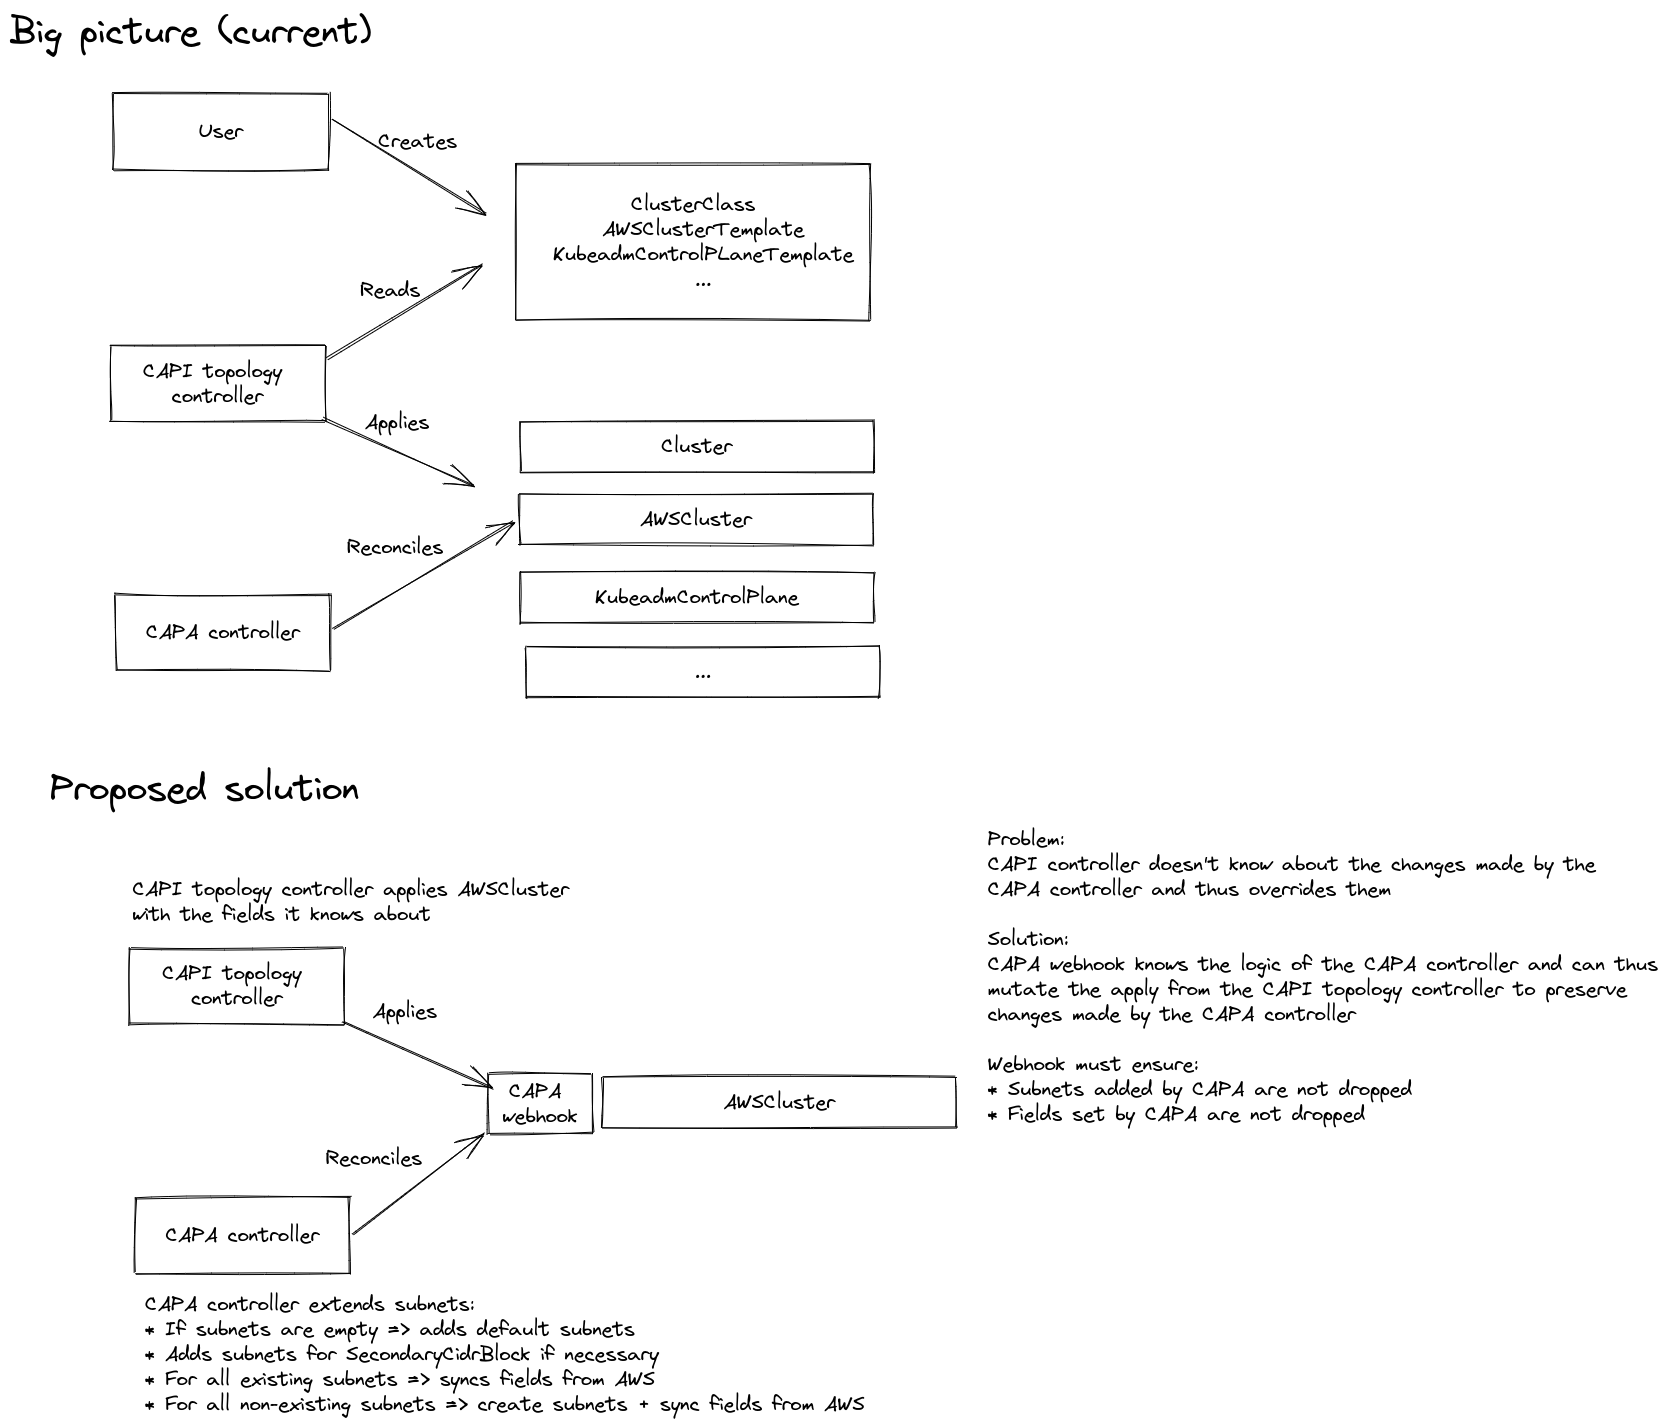 Big picture (current)
User
Creates
ClusterClass
AWSClusterTemplate
KubeadmControlPLaneTemplate
...
Reads
CAPI topology
controller
Applies
Cluster
AWSCluster
Reconciles
KubeadmControlPlane
CAPA controller
...
Proposed solution
Problem:
CAPI controller doesn't know about the changes made by the
CAPA controller and thus overrides them
Solution:
CAPA webhook knows the logic of the CAPA controller and can thus
mutate the apply from the CAPI topology controller to preserve
changes made by the CAPA controller
Webhook must ensure:
* Subnets added by CAPA are not dropped
* Fields set by CAPA are not dropped
CAPI topology controller applies AWSCluster
with the fields it knows about
CAPI topology
controller
Applies
CAPA
webhook
AWSCluster
Reconciles
CAPA controller
CAPA controller extends subnets:
* If subnets are empty => adds default subnets
* Adds subnets for SecondaryCidrBlock if necessary
* For all existing subnets => syncs fields from AWS
* For all non-existing subnets => create subnets + sync fields from AWS